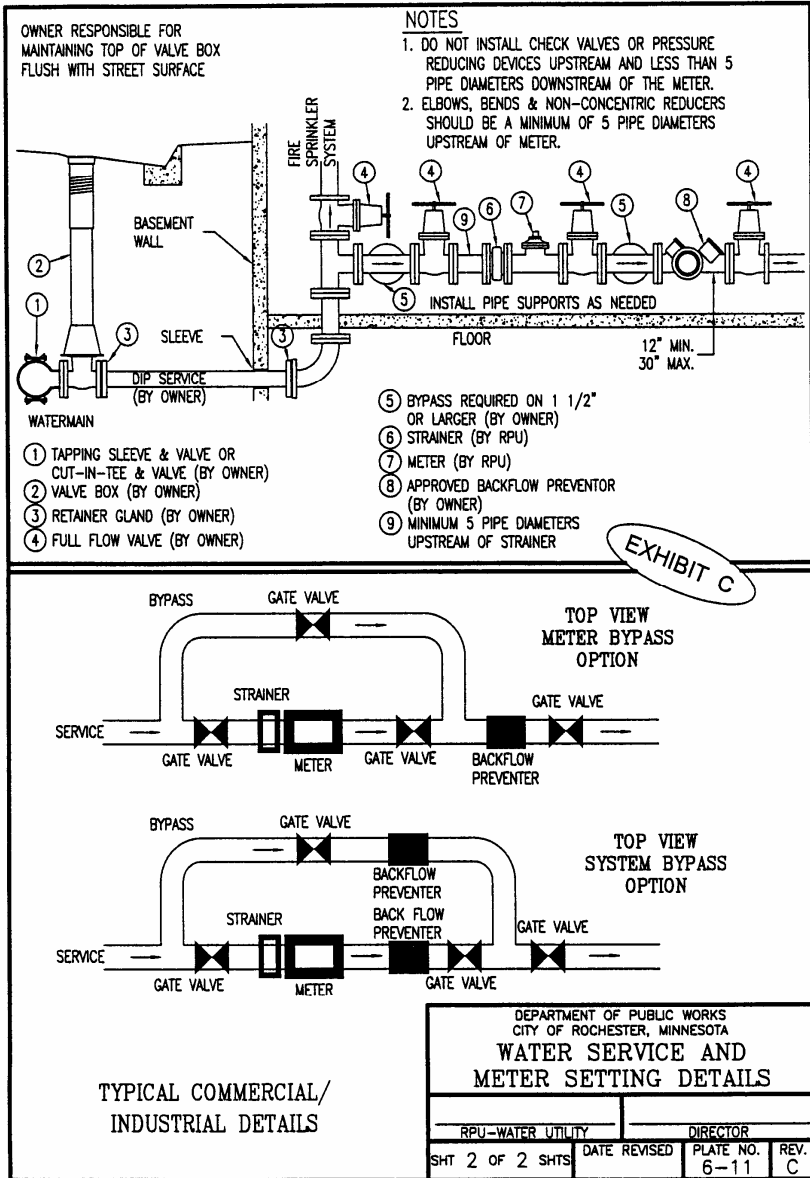 OWNER RESPONSIBLE FOR
MAINTAINING TOP OF VALVE BOX
FLUSH WITH STREET SURFACE
NOTES
1. DO NOT INSTALL CHECK VALVES OR PRESSURE
REDUCING DEVICES UPSTREAM AND LESS THAN 5
PIPE DIAMETERS DOWNSTREAM OF THE METER.
2. ELBOWS, BENDS & NON-CONCENTRIC REDUCERS
SHOULD BE A MINIMUM OF 5 PIPE DIAMETERS
UPSTREAM OF METER.
FIRE
SPRINKLER
SYSTEM
4
4
4
4
9
6
7
5
8
BASEMENT
WALL
2
1
3
SLEEVE
3
5
INSTALL PIPE SUPPORTS AS NEEDED
FLOOR
12" MIN.
30" MAX.
DIP SERVICE
(BY OWNER)
WATERMAIN
1 TAPPING SLEEVE & VALVE OR
CUT-IN-TEE & VALVE (BY OWNER)
2 VALVE BOX (BY OWNER)
3 RETAINER GLAND (BY OWNER)
4 FULL FLOW VALVE (BY OWNER)
5 BYPASS REQUIRED ON 1 1/2"
OR LARGER (BY OWNER)
6 STRAINER (BY RPU)
7 METER (BY RPU)
8 APPROVED BACKFLOW PREVENTOR
(BY OWNER)
9 MINIMUM 5 PIPE DIAMETERS
UPSTREAM OF STRAINER
EXHIBIT C
BYPASS
GATE VALVE
TOP VIEW
METER BYPASS
OPTION
STRAINER
GATE VALVE
SERVICE
GATE VALVE
METER
GATE VALVE
BACKFLOW
PREVENTER
BYPASS
GATE VALVE
BACKFLOW
PREVENTER
TOP VIEW
SYSTEM BYPASS
OPTION
STRAINER
BACK FLOW
PREVENTER
GATE VALVE
SERVICE
GATE VALVE
METER
GATE VALVE
TYPICAL COMMERCIAL/
INDUSTRIAL DETAILS
DEPARTMENT OF PUBLIC WORKS
CITY OF ROCHESTER, MINNESOTA
WATER SERVICE AND
METER SETTING DETAILS
RPU-WATER UTILITY
DIRECTOR
SHT 2 OF 2 SHTS
DATE REVISED
PLATE NO.
6-11
REV.
C